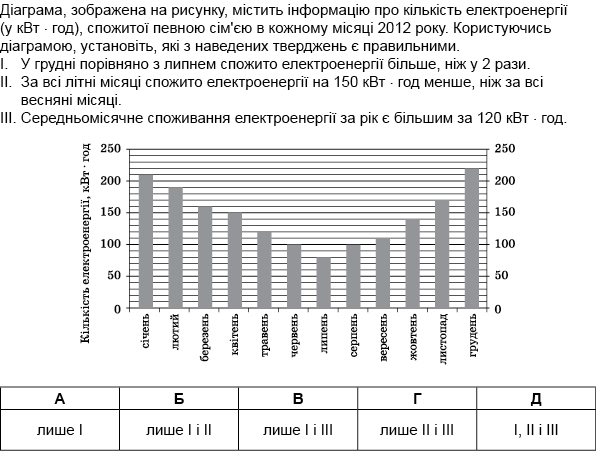 Діаграма, зображена на рисунку, містить інформацію про кількість електроенергії
(у кВт · год), спожитої певною сім'єю в кожному місяці 2012 року. Користуючись
діаграмою, установіть, які з наведених тверджень є правильними.
I. У грудні порівняно з липнем спожито електроенергії більше, ніж у 2 рази.
II. За всі літні місяці спожито електроенергії на 150 кВт · год менше, ніж за всі
весняні місяці.
III. Середньомісячне споживання електроенергії за рік є більшим за 120 кВт · год.
Кількість електроенергії, кВт · год
250 250
200 200
150 150
100 100
50 50
0 0
січень
лютий
березень
квітень
травень
червень
липень
серпень
вересень
жовтень
листопад
грудень
А Б В Г Д
лише I лише I і II лише I і III лише II і III I, II і III